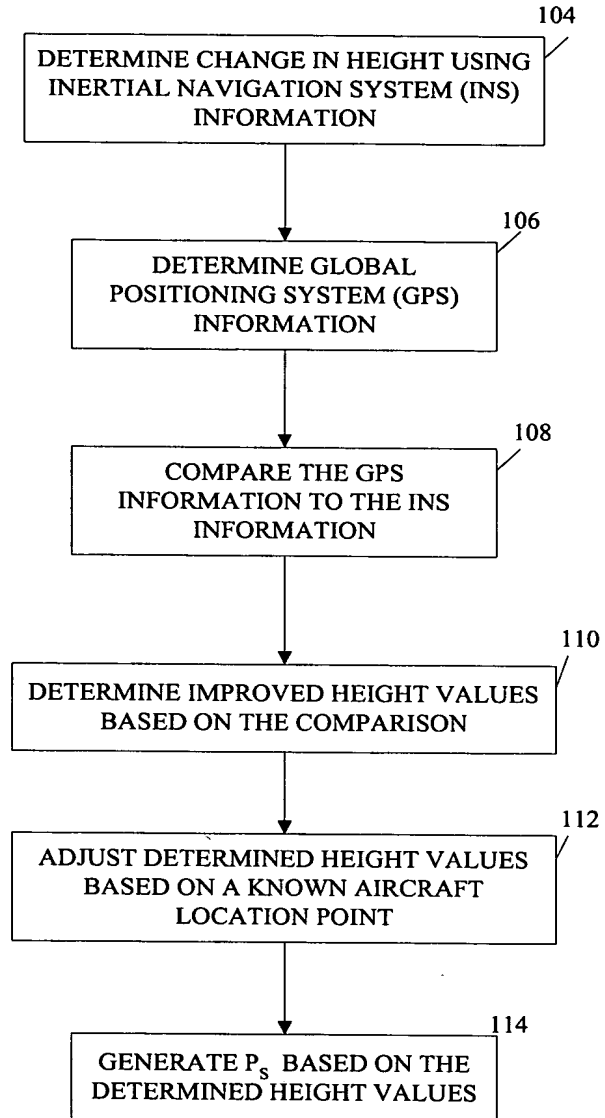 104
DETERMINE CHANGE IN HEIGHT USING
INERTIAL NAVIGATION SYSTEM (INS)
INFORMATION
106
DETERMINE GLOBAL
POSITIONING SYSTEM (GPS)
INFORMATION
108
COMPARE THE GPS
INFORMATION TO THE INS
INFORMATION
110
DETERMINE IMPROVED HEIGHT VALUES
BASED ON THE COMPARISON
112
ADJUST DETERMINED HEIGHT VALUES
BASED ON A KNOWN AIRCRAFT
LOCATION POINT
114
GENERATE Pₛ BASED ON THE
DETERMINED HEIGHT VALUES